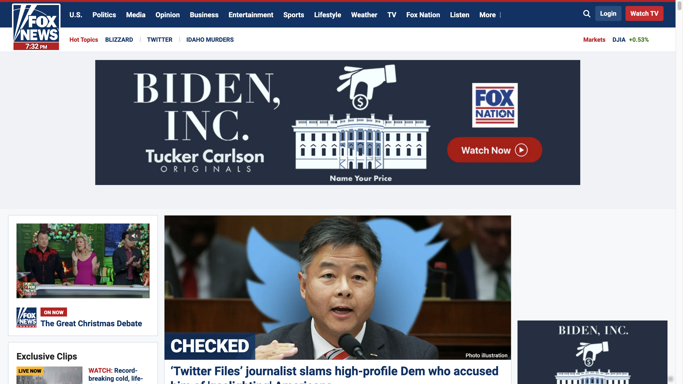 FOX
NEWS
7:32 PM
U.S. Politics Media Opinion Business Entertainment Sports Lifestyle Weather TV Fox Nation Listen More
Login
Watch TV
Hot Topics BLIZZARD TWITTER IDAHO MURDERS
Markets DJIA +0.53%
BIDEN,
INC.
Tucker Carlson
ORIGINALS
$
Name Your Price
FOX
NATION
Watch Now
ON NOW
The Great Christmas Debate
CHECKED
Photo illustration
'Twitter Files' journalist slams high-profile Dem who accused
Exclusive Clips
LIVE NOW
WATCH: Record-
breaking cold, life-
BIDEN, INC.